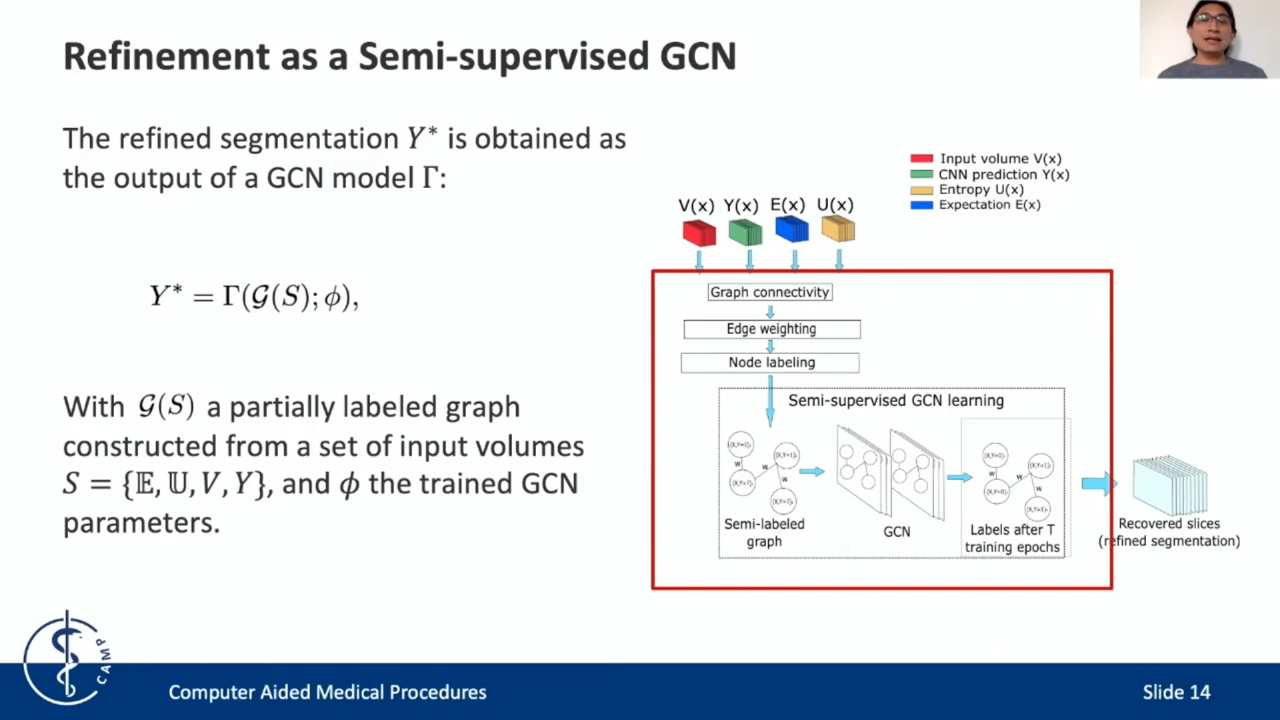 Refinement as a Semi-supervised GCN
The refined segmentation Y* is obtained as
the output of a GCN model Γ:
Y* = Γ(𝒢(S); ϕ),
With 𝒢(S) a partially labeled graph
constructed from a set of input volumes
S = {𝔼, 𝕌, V, Y}, and ϕ the trained GCN
parameters.
Input volume V(x)
CNN prediction Y(x)
Entropy U(x)
Expectation E(x)
V(x) Y(x) E(x) U(x)
Graph connectivity
Edge weighting
Node labeling
Semi-supervised GCN learning
w
w
w
w
w
w
Semi-labeled
graph
GCN
Labels after T
training epochs
Recovered slices
(refined segmentation)
CAMP
Computer Aided Medical Procedures
Slide 14